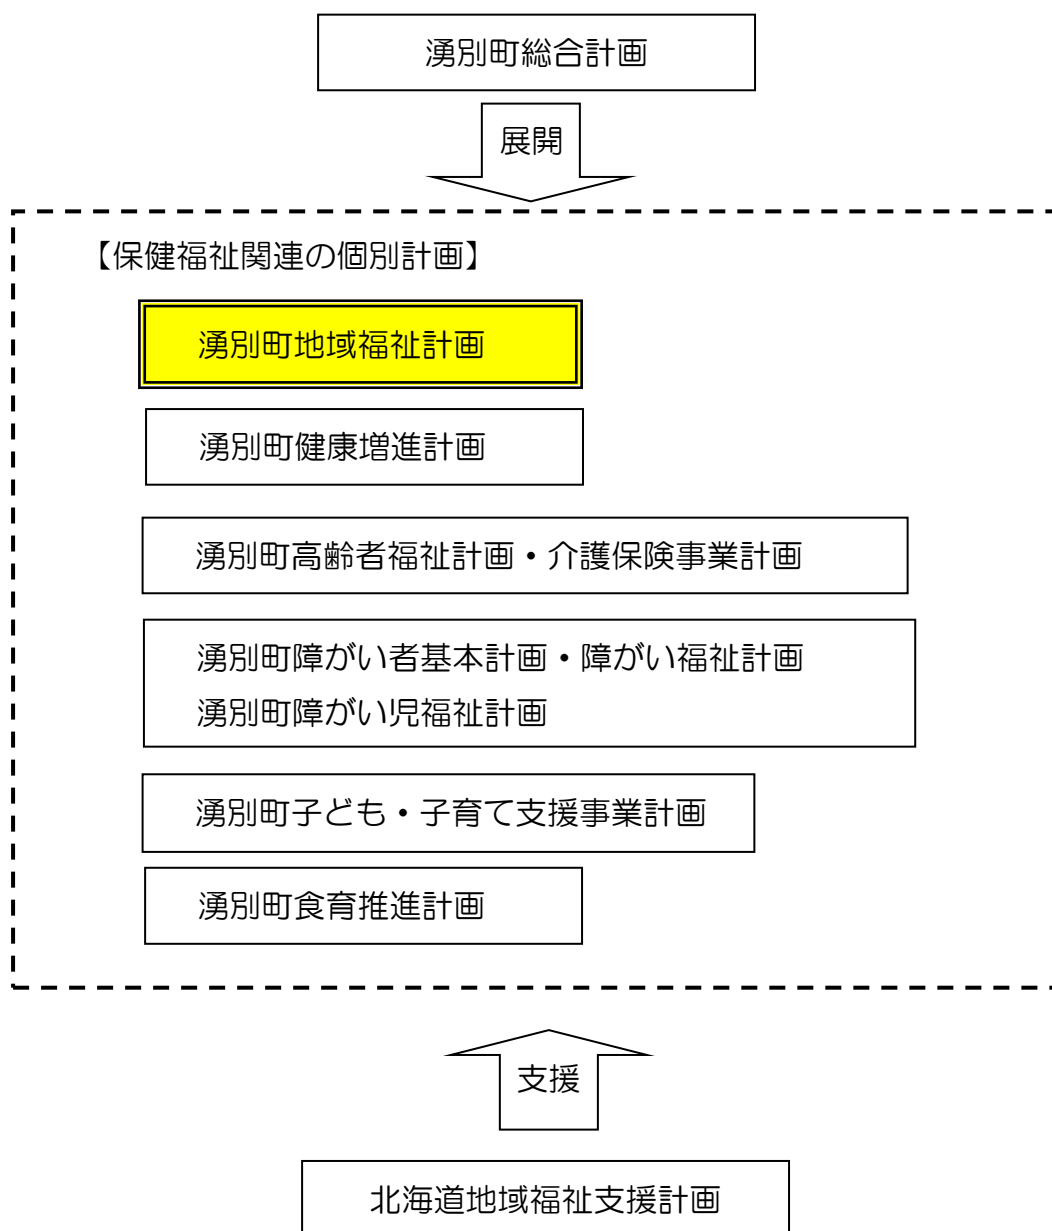 湧別町総合計画
展開
【保健福祉関連の個別計画】
湧別町地域福祉計画
湧別町健康増進計画
湧別町高齢者福祉計画・介護保険事業計画
湧別町障がい者基本計画・障がい福祉計画
湧別町障がい児福祉計画
湧別町子ども・子育て支援事業計画
湧別町食育推進計画
支援
北海道地域福祉支援計画